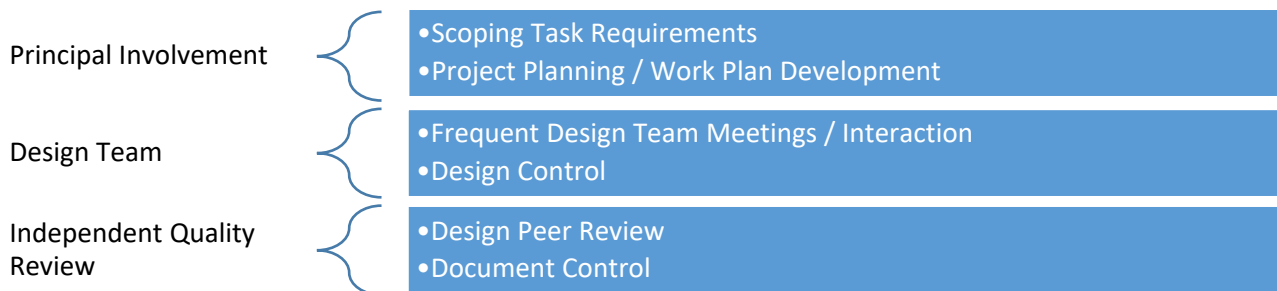 Principal Involvement
•Scoping Task Requirements
•Project Planning / Work Plan Development
Design Team
•Frequent Design Team Meetings / Interaction
•Design Control
Independent Quality
Review
•Design Peer Review
•Document Control